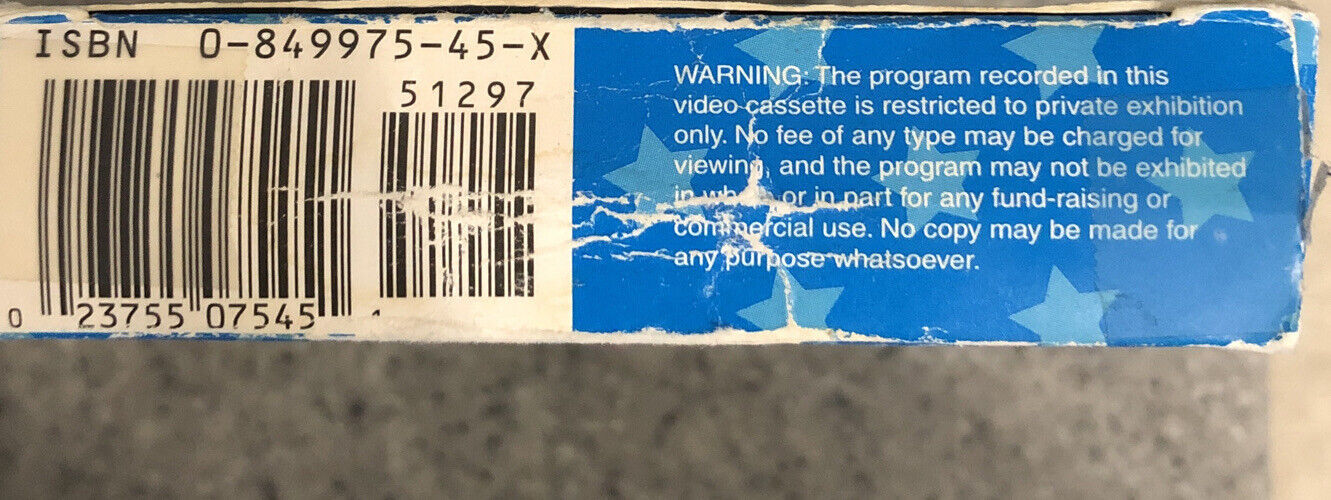 ISBN 0-849975-45-X
51297
0 23755 07545
WARNING: The program recorded in this
video cassette is restricted to private exhibition
only. No fee of any type may be charged for
viewing, and the program may not be exhibited
in or in part for any fund-raising or
commercial use. No copy may be made for
any purpose whatsoever.